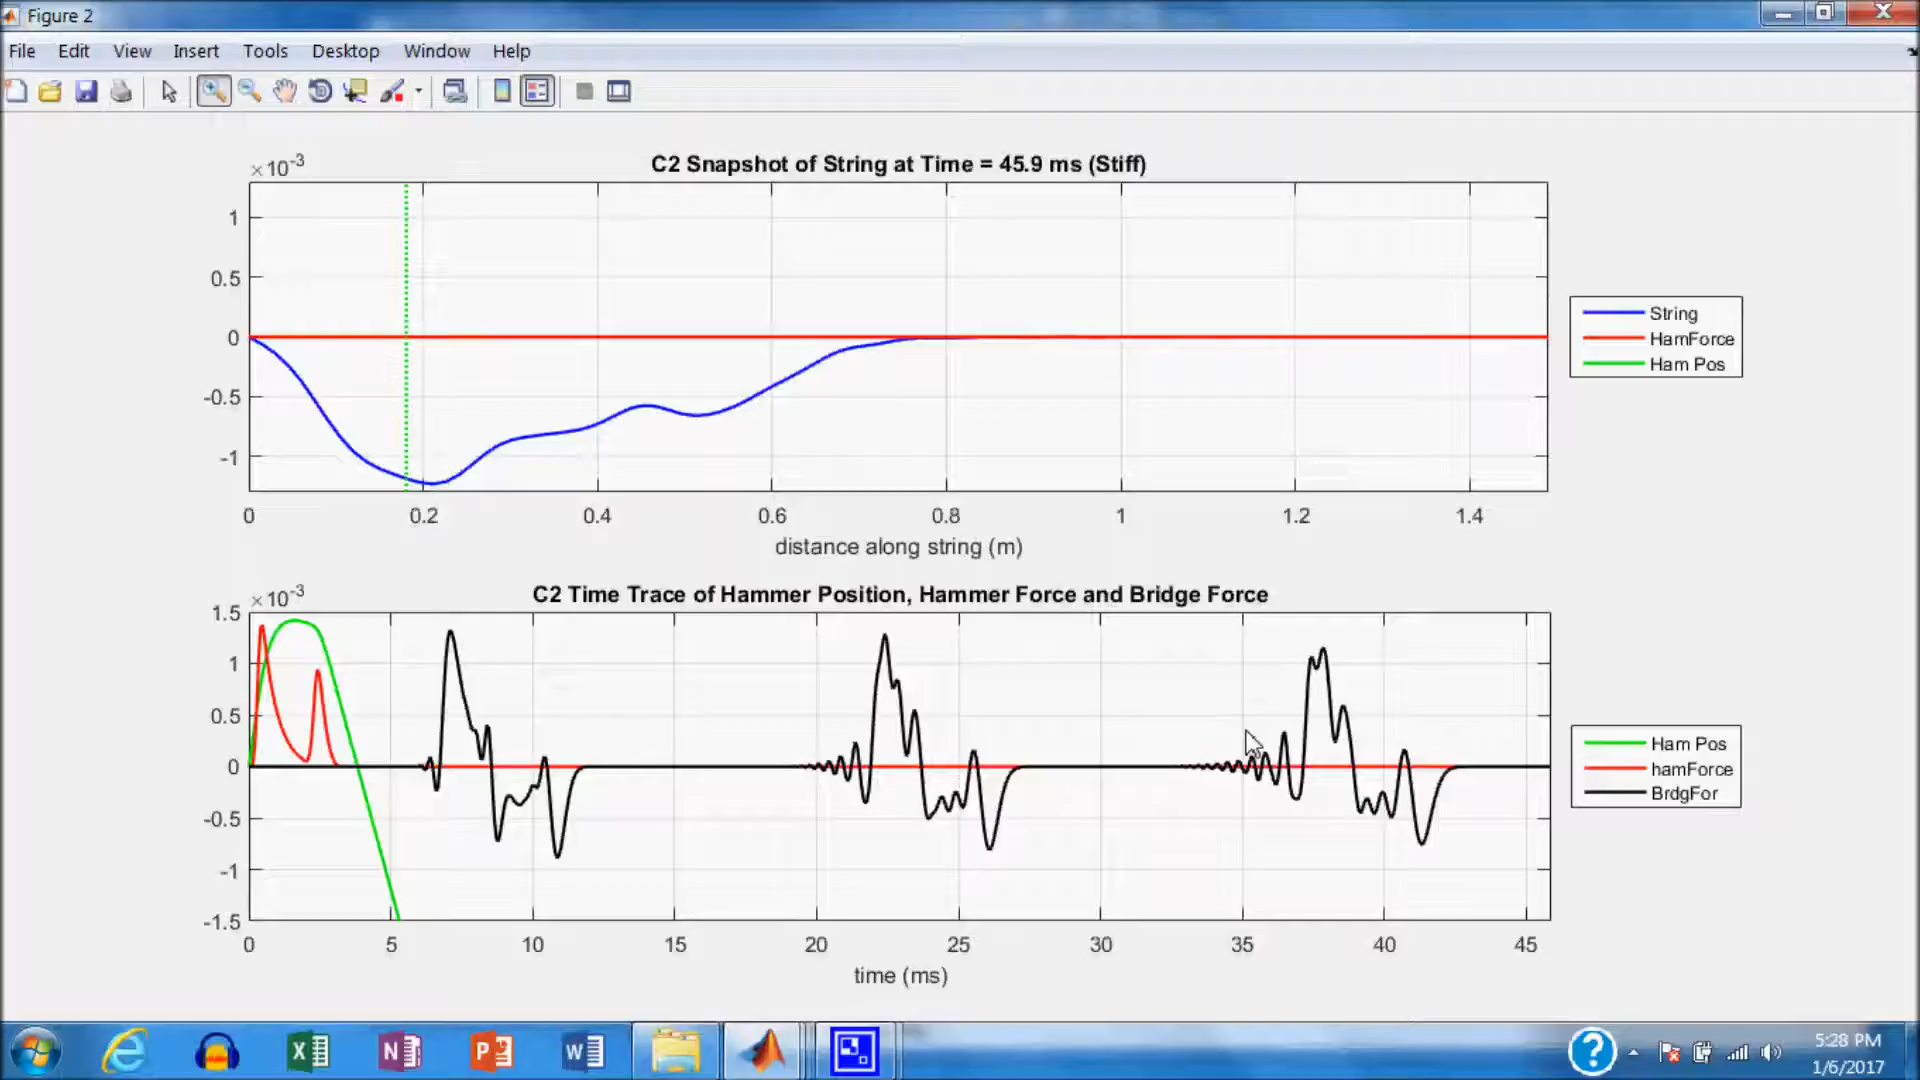 Figure 2
File Edit View Insert Tools Desktop Window Help
×10-3
C2 Snapshot of String at Time = 45.9 ms (Stiff)
1
0.5
0
-0.5
-1
0 0.2 0.4 0.6 0.8 1 1.2 1.4
distance along string (m)
String
HamForce
Ham Pos
×10-3
C2 Time Trace of Hammer Position, Hammer Force and Bridge Force
1.5
1
0.5
0
-0.5
-1
-1.5
0 5 10 15 20 25 30 35 40 45
time (ms)
Ham Pos
hamForce
BrdgFor
5:28 PM
1/6/2017